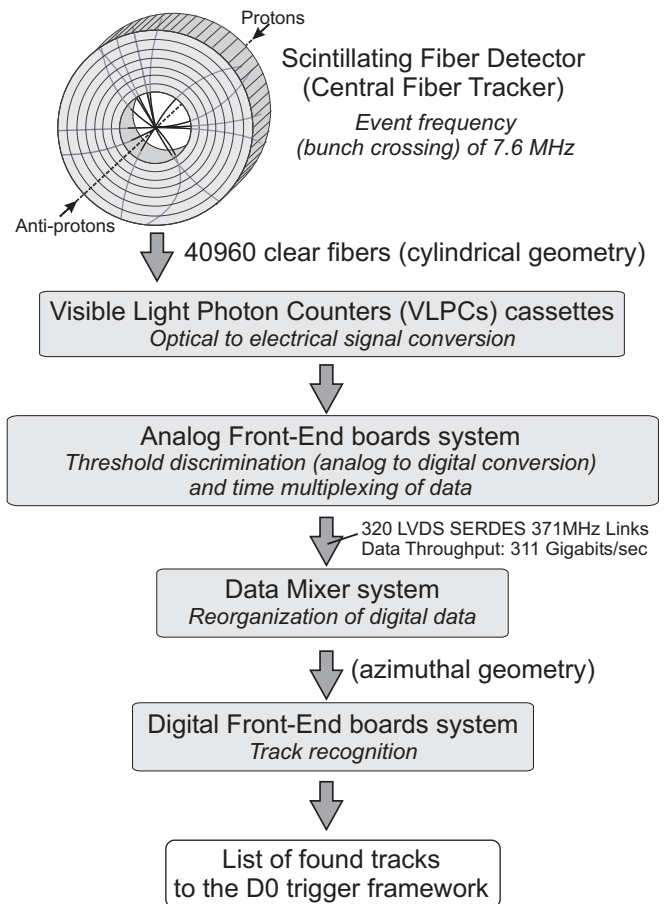 Protons
Scintillating Fiber Detector
(Central Fiber Tracker)
Event frequency
(bunch crossing) of 7.6 MHz
Anti-protons
40960 clear fibers (cylindrical geometry)
Visible Light Photon Counters (VLPCs) cassettes
Optical to electrical signal conversion
Analog Front-End boards system
Threshold discrimination (analog to digital conversion)
and time multiplexing of data
320 LVDS SERDES 371MHz Links
Data Throughput: 311 Gigabits/sec
Data Mixer system
Reorganization of digital data
(azimuthal geometry)
Digital Front-End boards system
Track recognition
List of found tracks
to the D0 trigger framework